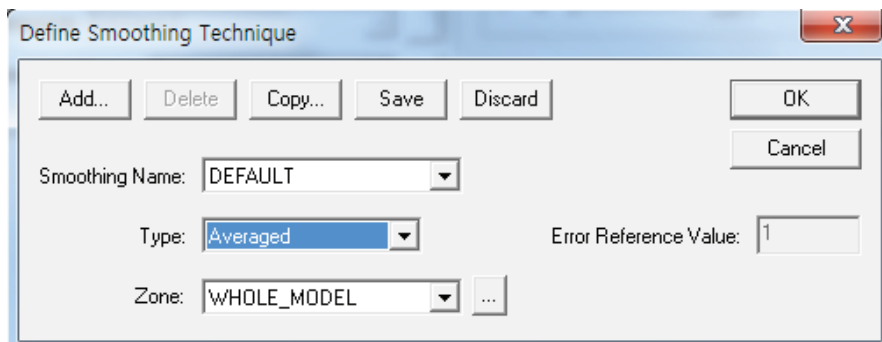 Define Smoothing Technique
Add... Delete Copy... Save Discard OK
Cancel
Smoothing Name: DEFAULT
Type: Averaged Error Reference Value: 1
Zone: WHOLE_MODEL ...